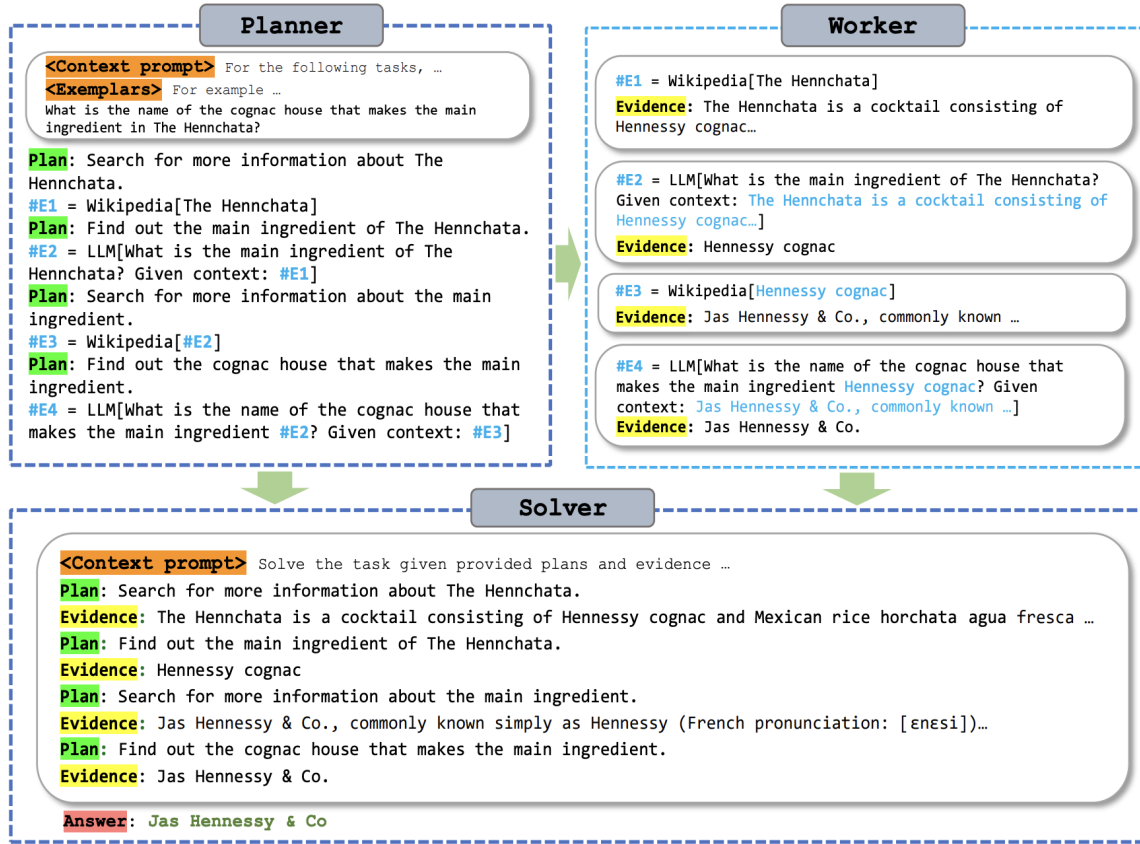 Planner
<Context prompt> For the following tasks, …
<Exemplars> For example …
What is the name of the cognac house that makes the main
ingredient in The Hennchata?
Plan: Search for more information about The
Hennchata.
#E1 = Wikipedia[The Hennchata]
Plan: Find out the main ingredient of The Hennchata.
#E2 = LLM[What is the main ingredient of The
Hennchata? Given context: #E1]
Plan: Search for more information about the main
ingredient.
#E3 = Wikipedia[#E2]
Plan: Find out the cognac house that makes the main
ingredient.
#E4 = LLM[What is the name of the cognac house that
makes the main ingredient #E2? Given context: #E3]
Worker
#E1 = Wikipedia[The Hennchata]
Evidence: The Hennchata is a cocktail consisting of
Hennessy cognac…
#E2 = LLM[What is the main ingredient of The Hennchata?
Given context: The Hennchata is a cocktail consisting of
Hennessy cognac…]
Evidence: Hennessy cognac
#E3 = Wikipedia[Hennessy cognac]
Evidence: Jas Hennessy & Co., commonly known …
#E4 = LLM[What is the name of the cognac house that
makes the main ingredient Hennessy cognac? Given
context: Jas Hennessy & Co., commonly known …]
Evidence: Jas Hennessy & Co.
Solver
<Context prompt> Solve the task given provided plans and evidence …
Plan: Search for more information about The Hennchata.
Evidence: The Hennchata is a cocktail consisting of Hennessy cognac and Mexican rice horchata agua fresca …
Plan: Find out the main ingredient of The Hennchata.
Evidence: Hennessy cognac
Plan: Search for more information about the main ingredient.
Evidence: Jas Hennessy & Co., commonly known simply as Hennessy (French pronunciation: [ɛnɛsi])…
Plan: Find out the cognac house that makes the main ingredient.
Evidence: Jas Hennessy & Co.
Answer: Jas Hennessy & Co